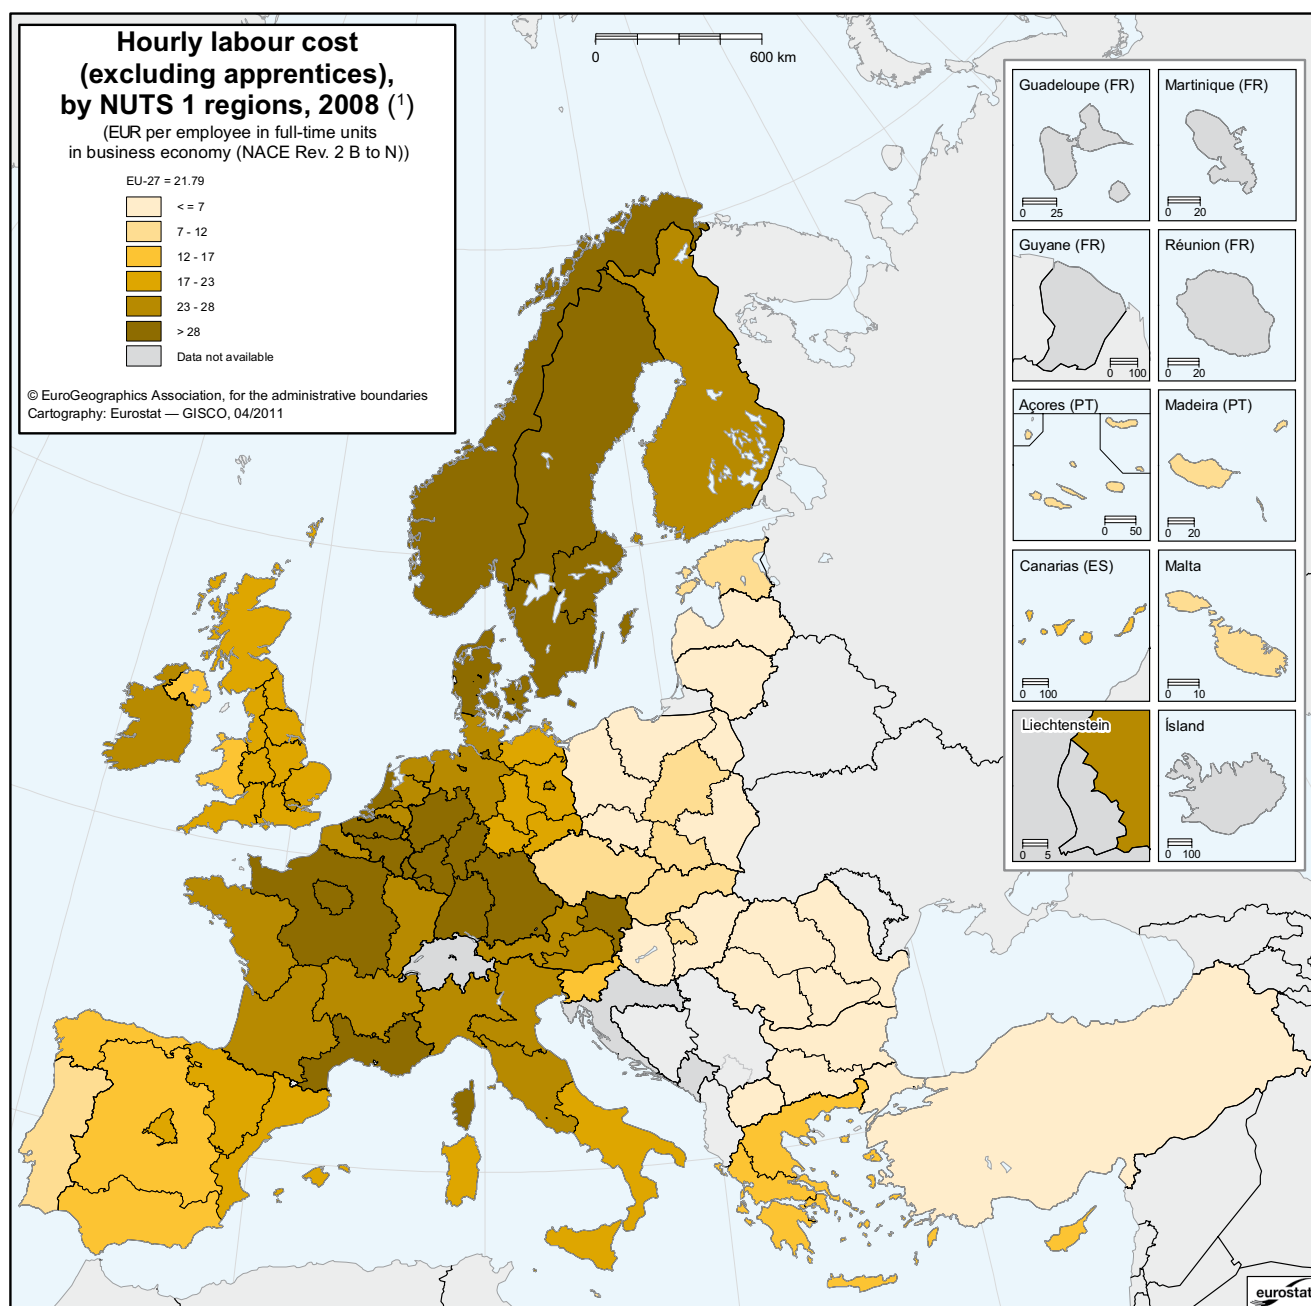 Hourly labour cost
(excluding apprentices),
by NUTS 1 regions, 2008 (¹)
(EUR per employee in full-time units
in business economy (NACE Rev. 2 B to N))
EU-27 = 21.79
< = 7
7 - 12
12 - 17
17 - 23
23 - 28
> 28
Data not available
© EuroGeographics Association, for the administrative boundaries
Cartography: Eurostat — GISCO, 04/2011
0 600 km
Guadeloupe (FR)
0 25
Martinique (FR)
0 20
Guyane (FR)
0 100
Réunion (FR)
0 20
Açores (PT)
0 50
Madeira (PT)
0 20
Canarias (ES)
0 100
Malta
0 10
Liechtenstein
0 5
Ísland
0 100
eurostat